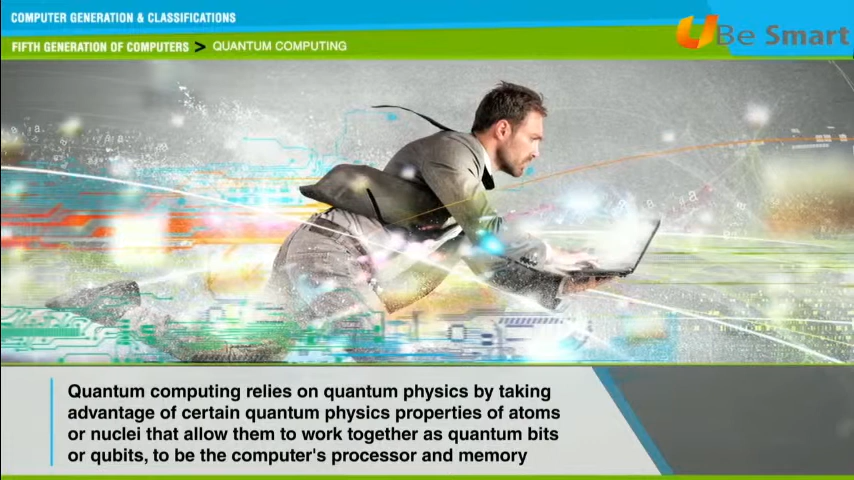 COMPUTER GENERATION & CLASSIFICATIONS
FIFTH GENERATION OF COMPUTERS > QUANTUM COMPUTING
UBe Smart
Quantum computing relies on quantum physics by taking
advantage of certain quantum physics properties of atoms
or nuclei that allow them to work together as quantum bits
or qubits, to be the computer's processor and memory